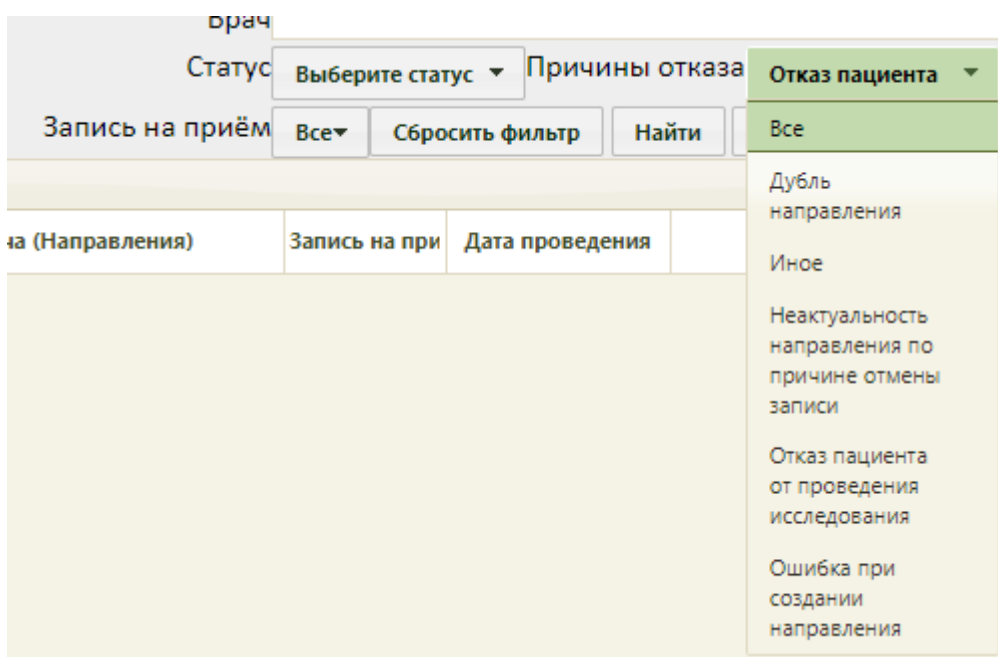 Врач
Статус Выберите статус Причины отказа Отказ пациента
Запись на приём Все Сбросить фильтр Найти
Все
Дубль
направления
на (Направления) Запись на при Дата проведения
Иное
Неактуальность
направления по
причине отмены
записи
Отказ пациента
от проведения
исследования
Ошибка при
создании
направления